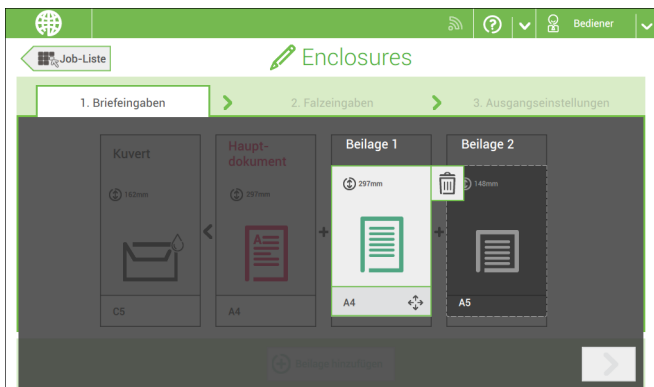 Bediener
Job-Liste
Enclosures
1. Briefeingaben
2. Falzeingaben
3. Ausgangseinstellungen
Kuvert
162mm
C5
Haupt-
dokument
297mm
A4
Beilage 1
297mm
A4
Beilage 2
148mm
A5
Beilage hinzufügen